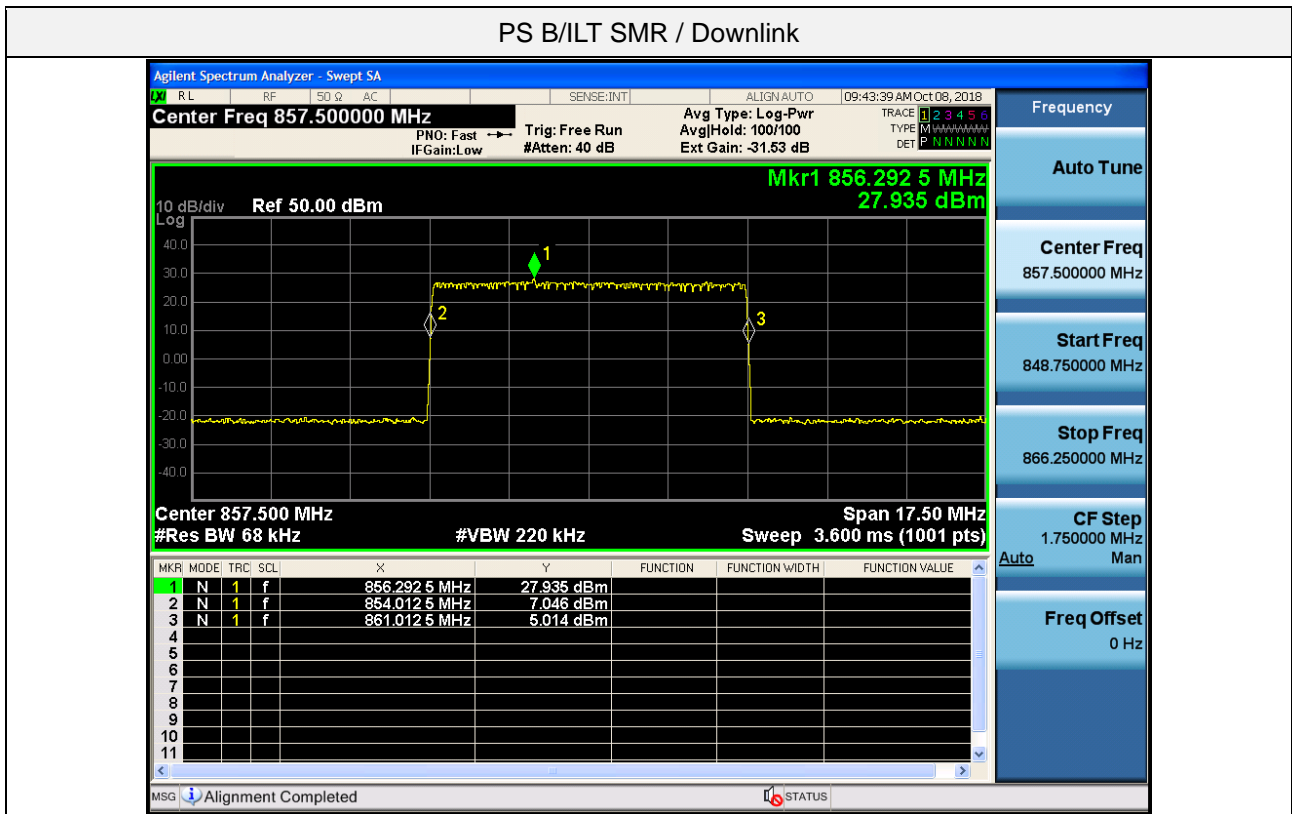 PS B/ILT SMR / Downlink
Agilent Spectrum Analyzer - Swept SA
LXI RL RF 50 Ω AC SENSE:INT ALIGN AUTO 09:43:39 AM Oct 08, 2018
Center Freq 857.500000 MHz
PNO: Fast
IFGain:Low
Trig: Free Run
#Atten: 40 dB
Avg Type: Log-Pwr
Avg|Hold: 100/100
Ext Gain: -31.53 dB
TRACE 1 2 3 4 5 6
TYPE M
DET P N N N N N
Mkr1 856.292 5 MHz
27.935 dBm
10 dB/div Ref 50.00 dBm
Log
40.0
30.0
20.0
10.0
0.00
-10.0
-20.0
-30.0
-40.0
1
2
3
Center 857.500 MHz Span 17.50 MHz
#Res BW 68 kHz #VBW 220 kHz Sweep 3.600 ms (1001 pts)
MKR MODE TRC SCL X Y FUNCTION FUNCTION WIDTH FUNCTION VALUE
1 N 1 f 856.292 5 MHz 27.935 dBm
2 N 1 f 854.012 5 MHz 7.046 dBm
3 N 1 f 861.012 5 MHz 5.014 dBm
4
5
6
7
8
9
10
11
MSG Alignment Completed STATUS
Frequency
Auto Tune
Center Freq
857.500000 MHz
Start Freq
848.750000 MHz
Stop Freq
866.250000 MHz
CF Step
1.750000 MHz
Auto Man
Freq Offset
0 Hz